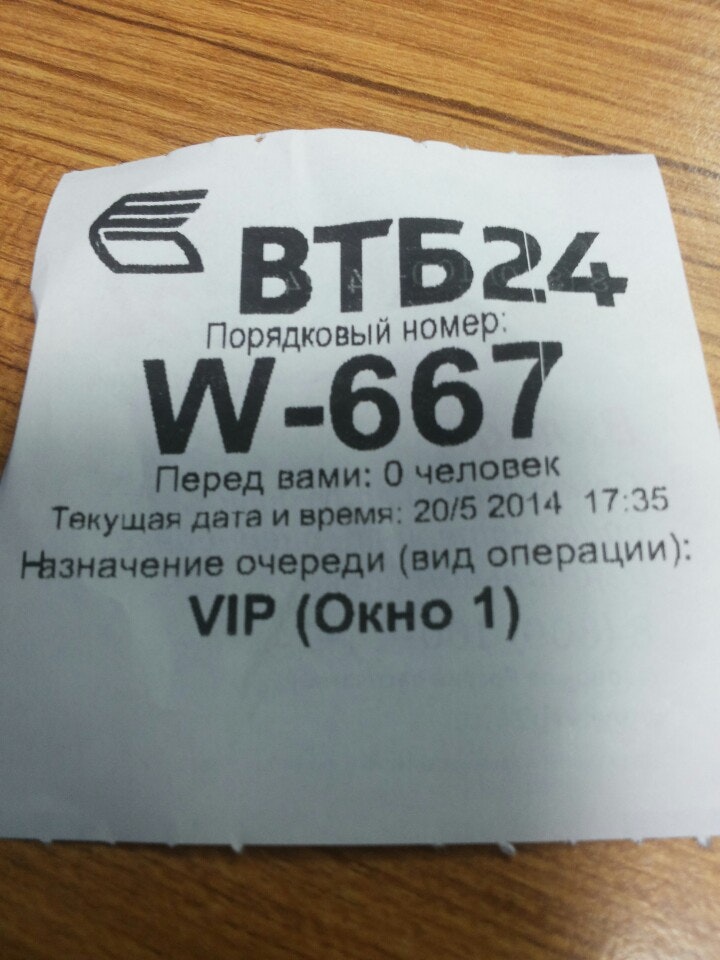 ВТБ24
Порядковый номер:
W-667
Перед вами: 0 человек
Текущая дата и время: 20/5 2014 17:35
Назначение очереди (вид операции):
VIP (Окно 1)